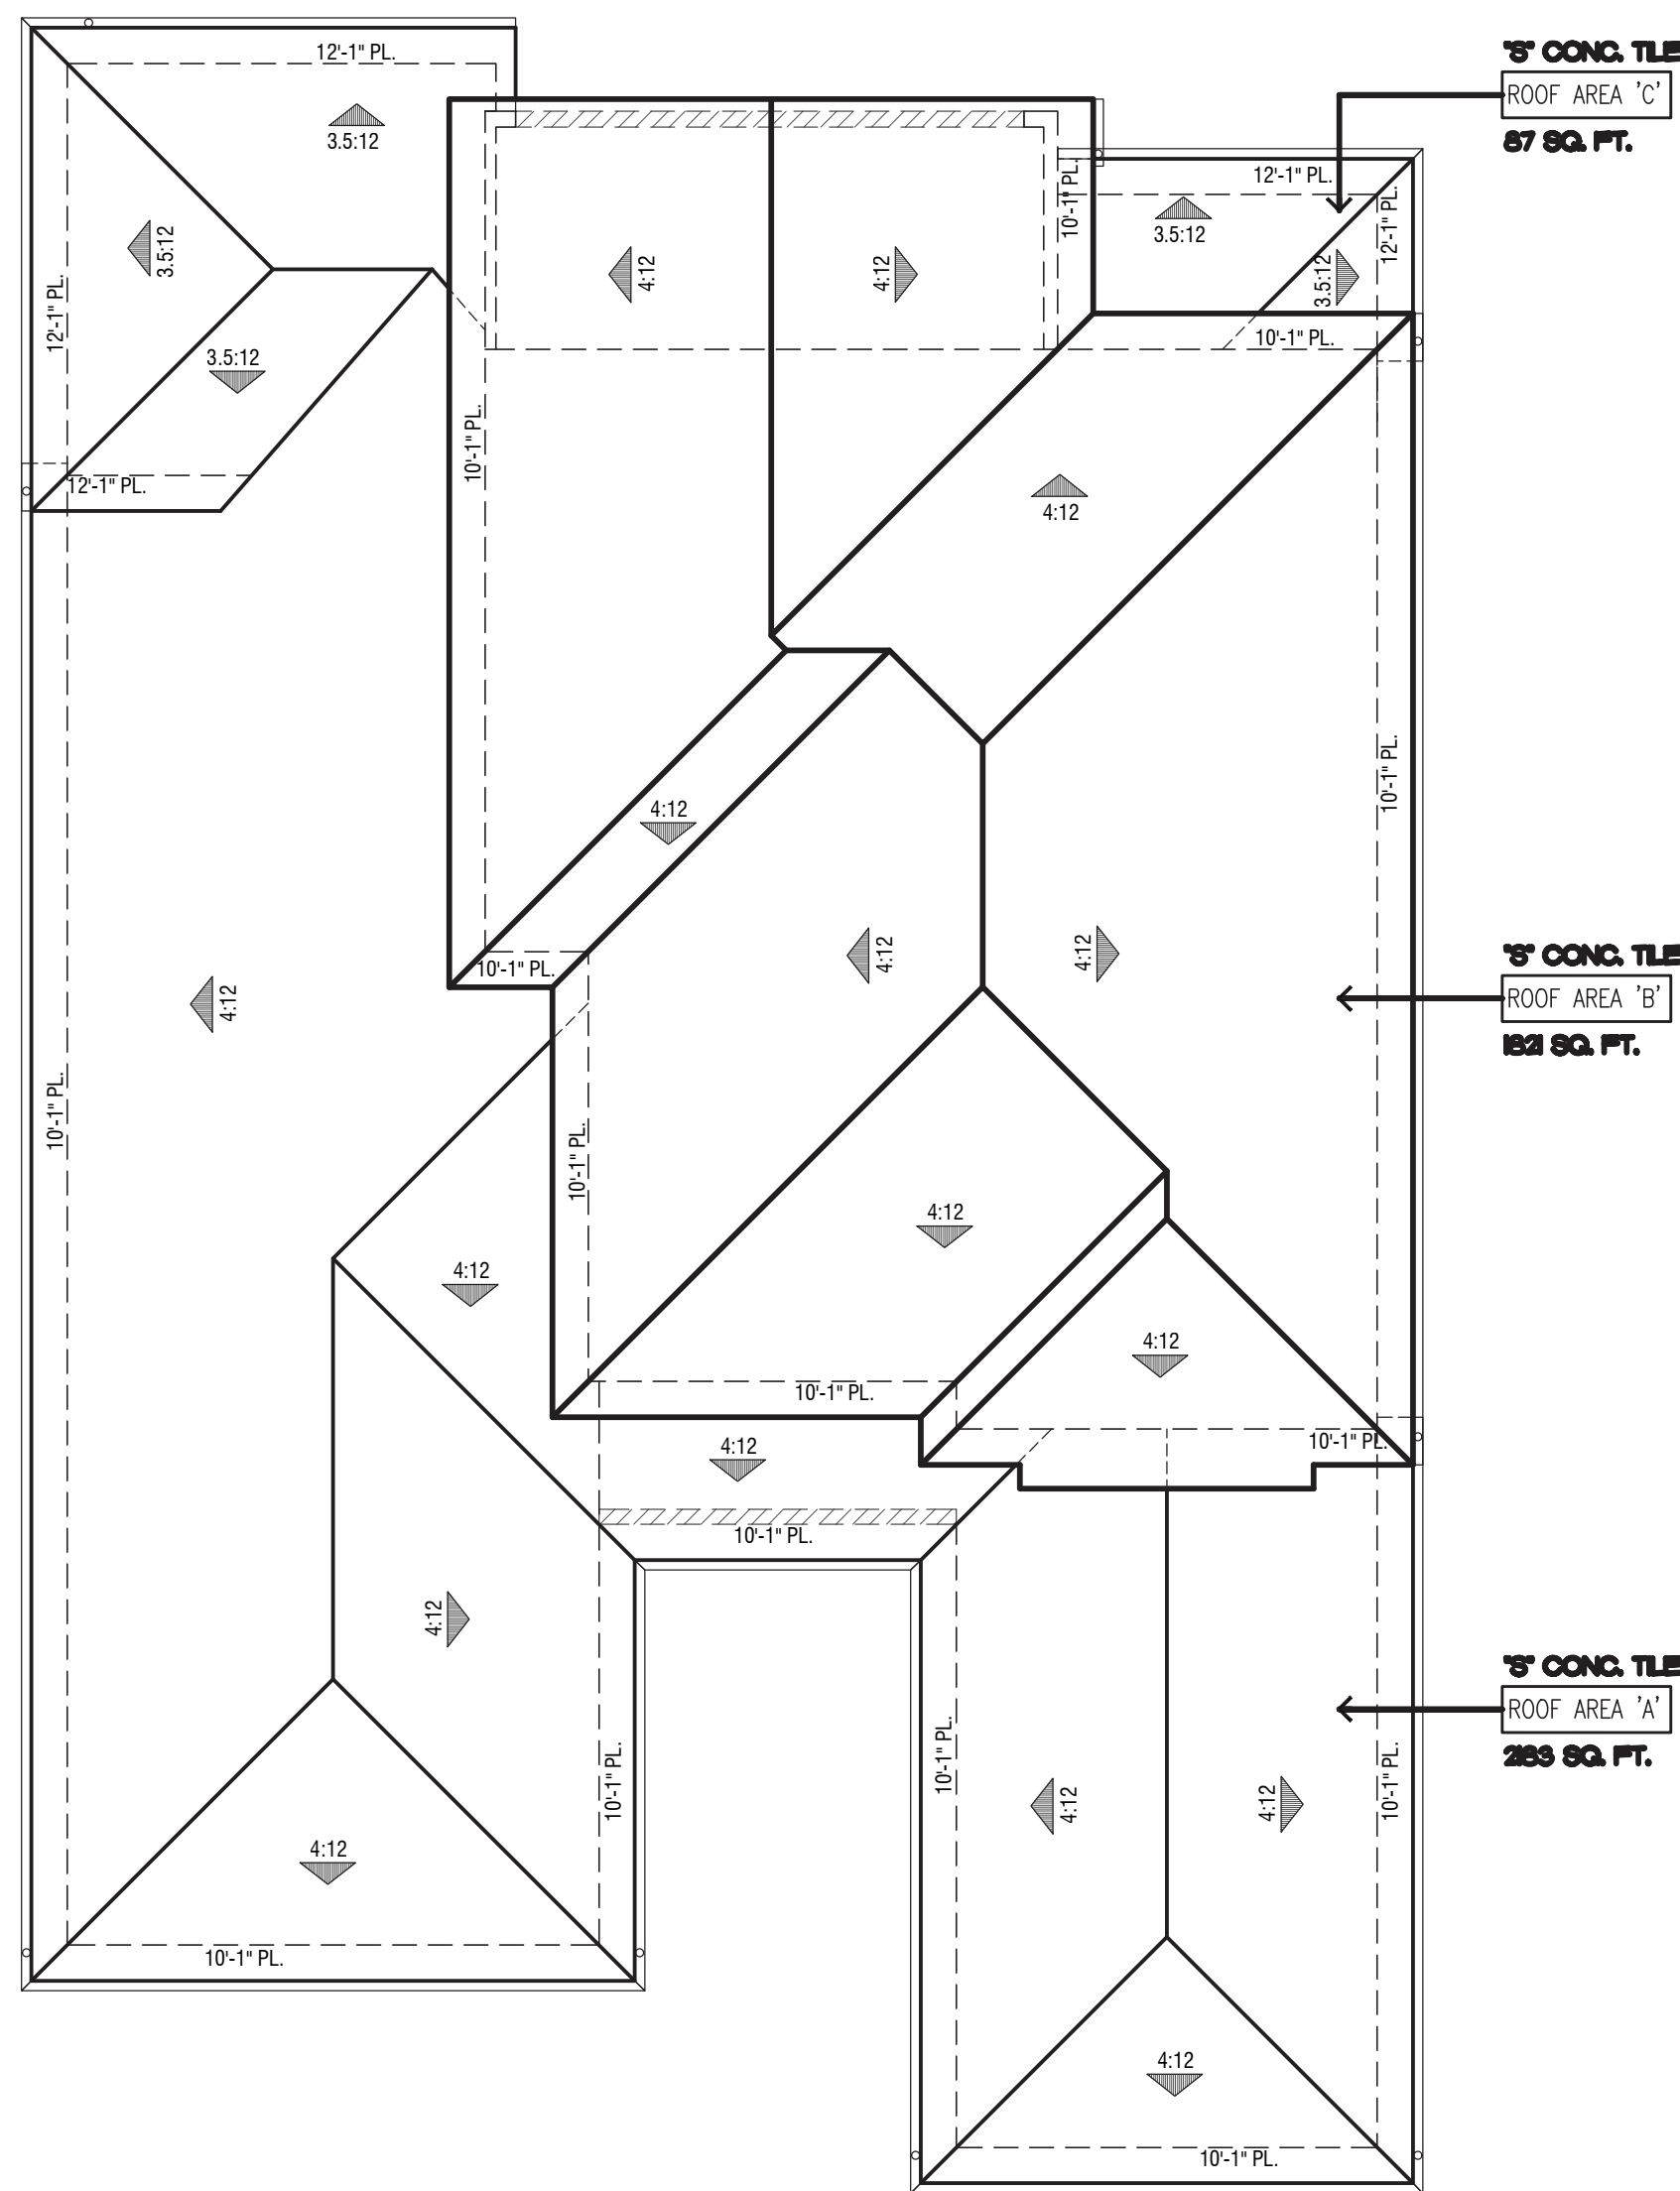 12'-1" PL.
"S" CONC. TILE
ROOF AREA 'C'
87 SQ. FT.
3.5:12
12'-1" PL.
10'-1" PL.
12'-1" PL.
3.5:12
3.5:12
4:12
4:12
3.5:12
12'-1" PL.
10'-1" PL.
3.5:12
10'-1" PL.
12'-1" PL.
4:12
10'-1" PL.
4:12
"S" CONC. TILE
ROOF AREA 'B'
1821 SQ. FT.
10'-1" PL.
4:12
4:12
4:12
10'-1" PL.
10'-1" PL.
4:12
4:12
4:12
10'-1" PL.
4:12
10'-1" PL.
10'-1" PL.
4:12
"S" CONC. TILE
ROOF AREA 'A'
2183 SQ. FT.
10'-1" PL.
10'-1" PL.
4:12
4:12
10'-1" PL.
4:12
10'-1" PL.
4:12
10'-1" PL.